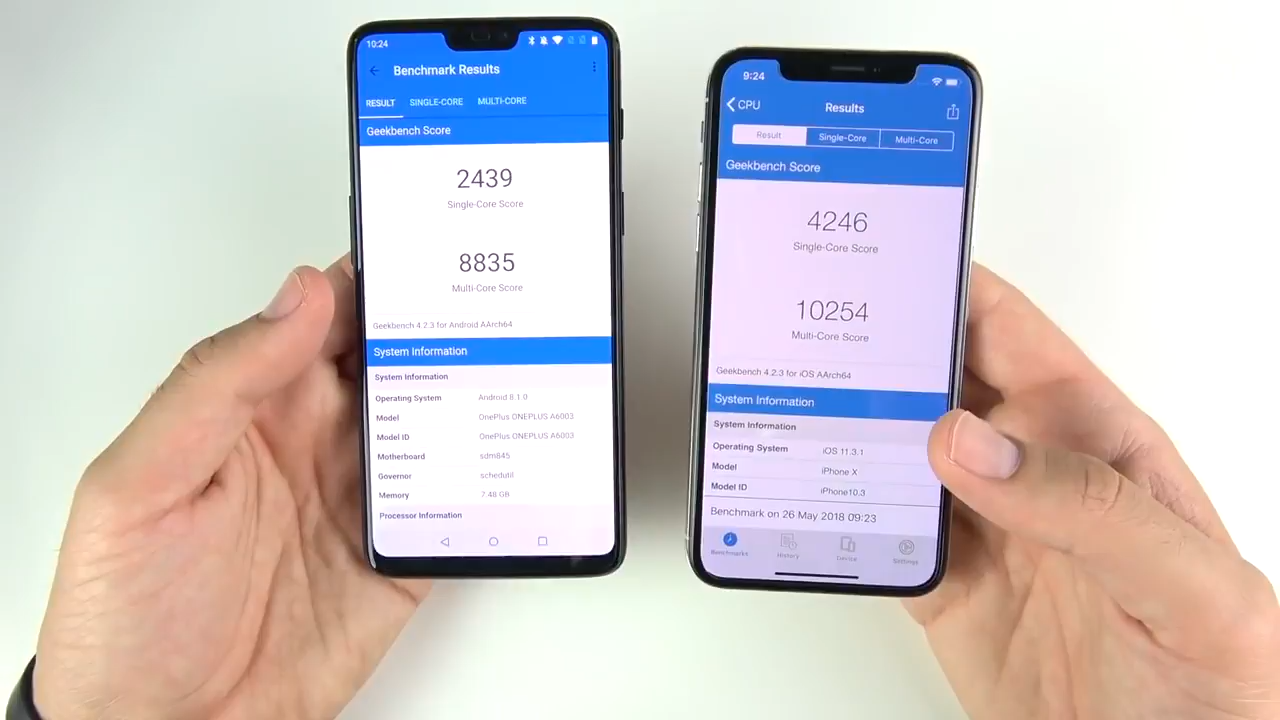 10:24
Benchmark Results
RESULT SINGLE-CORE MULTI-CORE
Geekbench Score
2439
Single-Core Score
8835
Multi-Core Score
Geekbench 4.2.3 for Android AArch64
System Information
System Information
Operating System Android 8.1.0
Model OnePlus ONEPLUS A6003
Model ID OnePlus ONEPLUS A6003
Motherboard sdm845
Governor schedutil
Memory 7.48 GB
Processor Information
9:24
CPU Results
Result Single-Core Multi-Core
Geekbench Score
4246
Single-Core Score
10254
Multi-Core Score
Geekbench 4.2.3 for iOS AArch64
System Information
System Information
Operating System iOS 11.3.1
Model iPhone X
Model ID iPhone10,3
Benchmark on 26 May 2018 09:23
Benchmarks History Device Settings